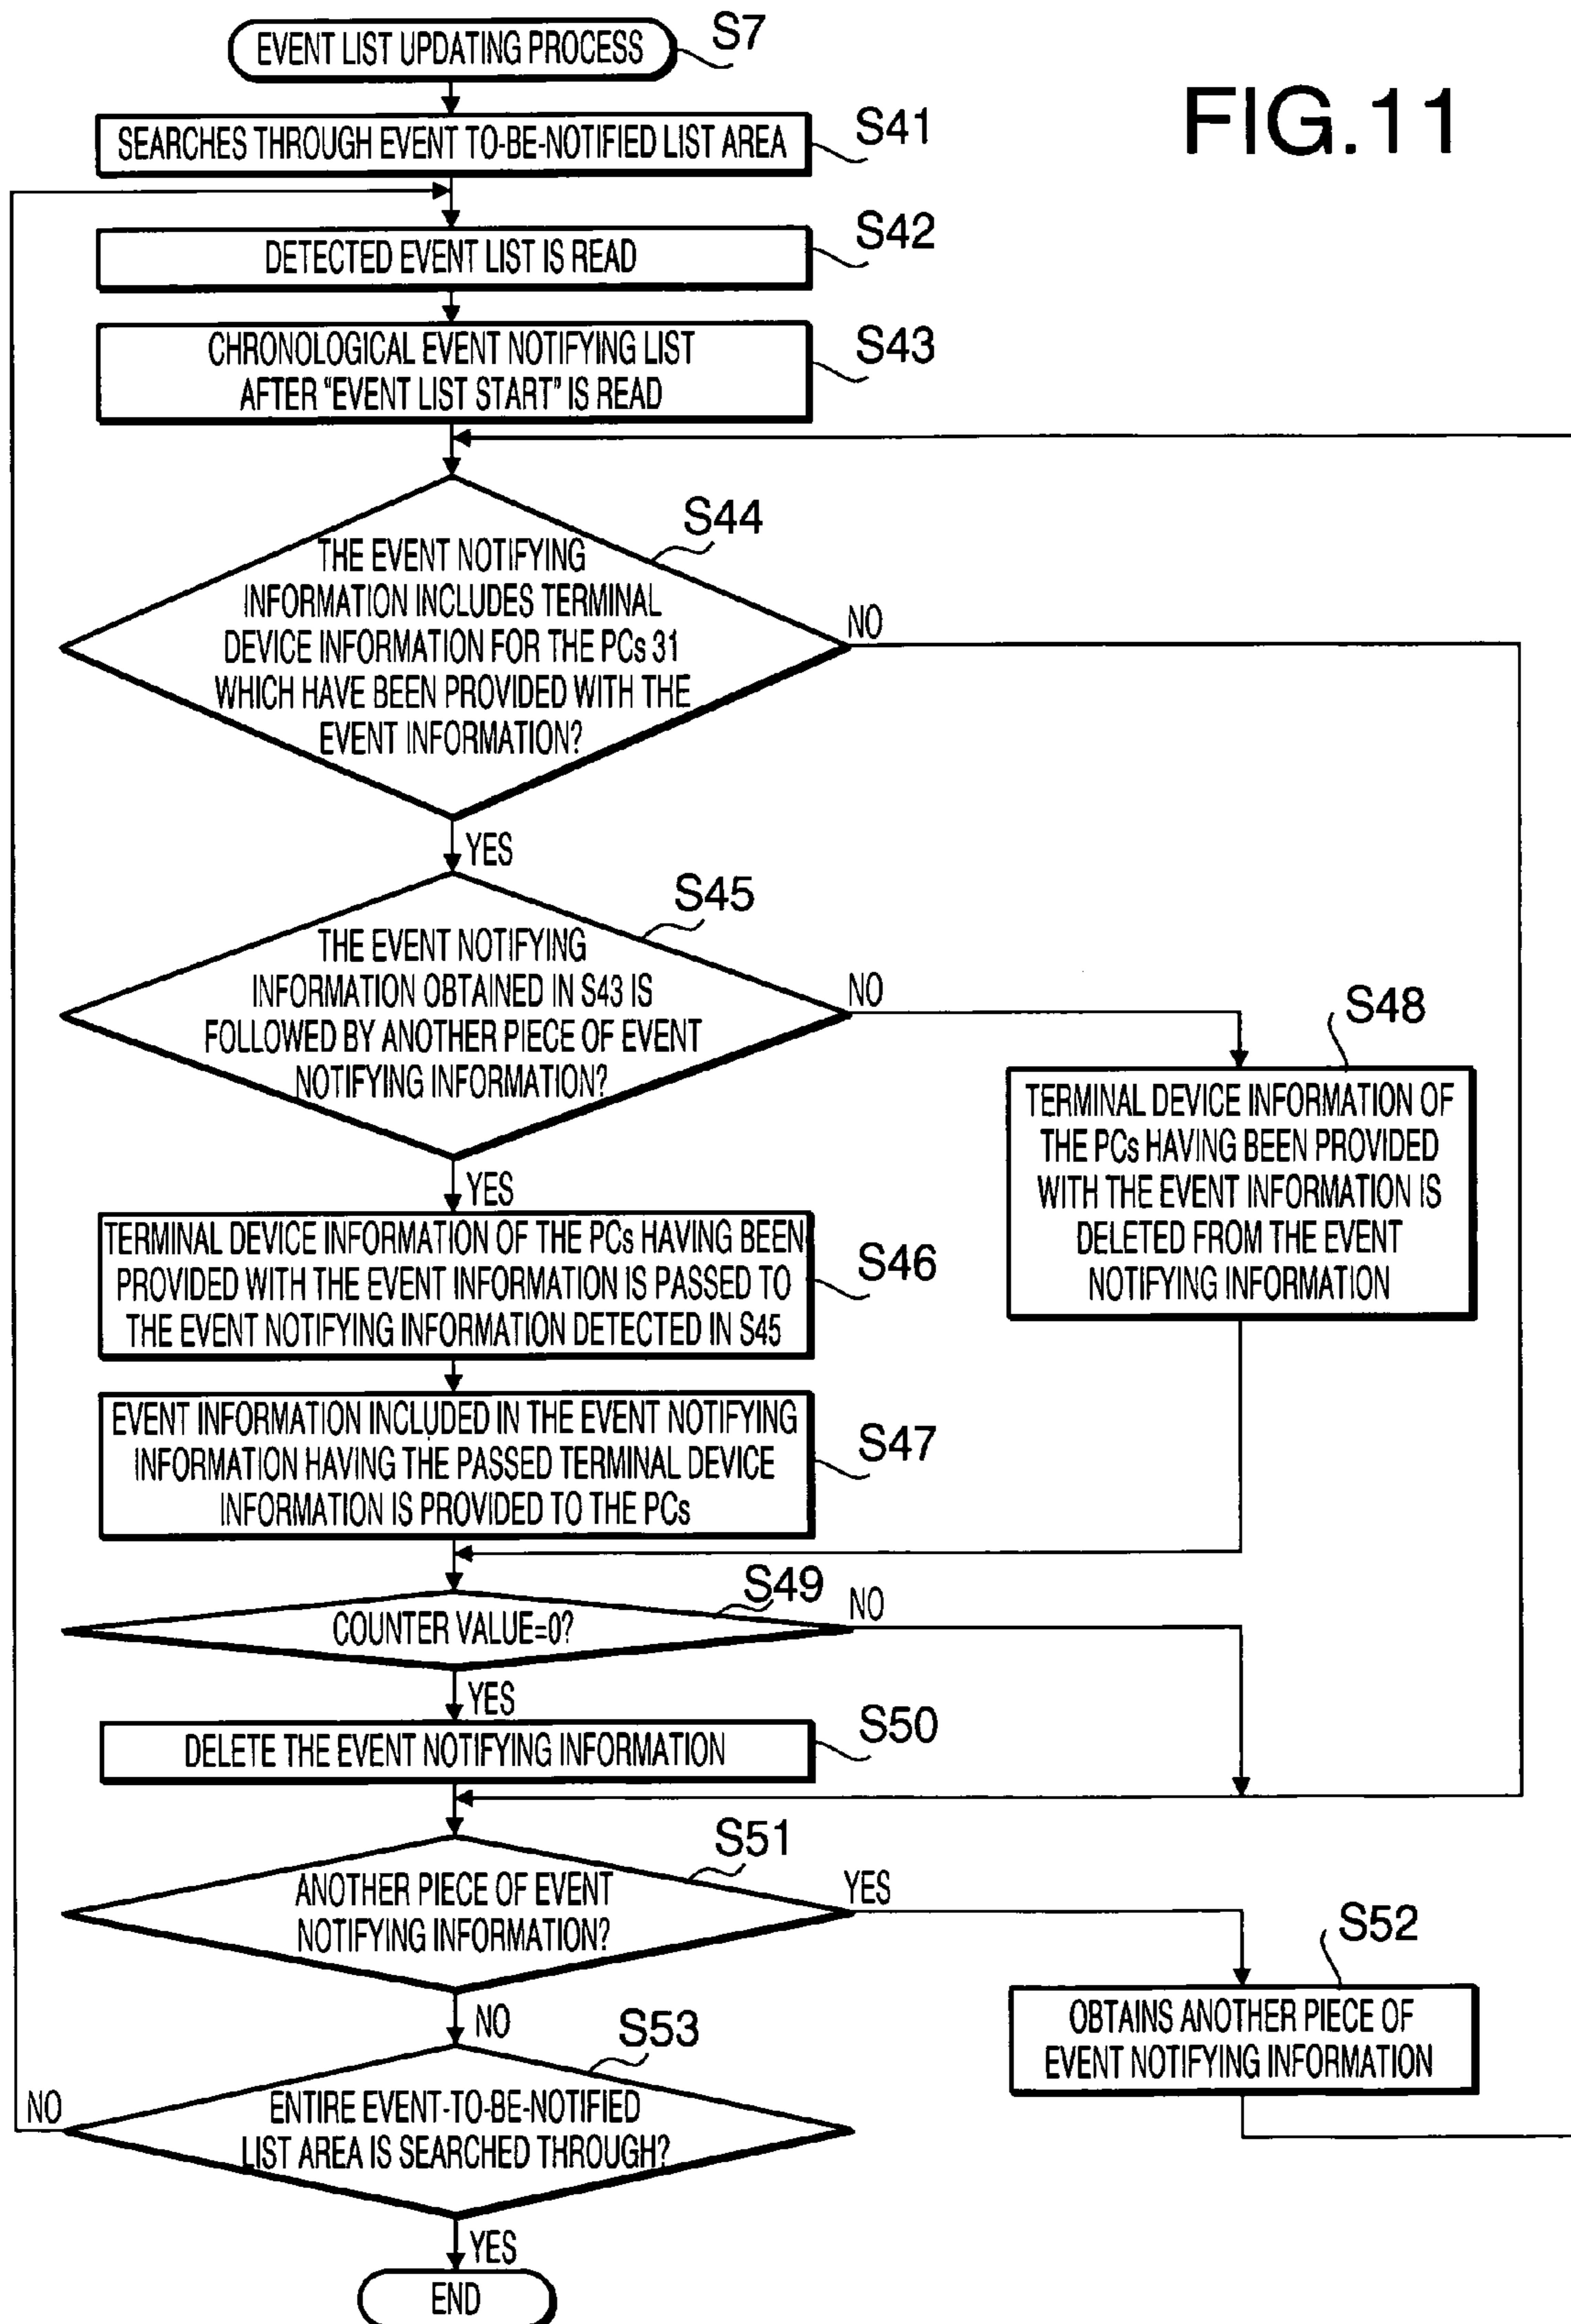 EVENT LIST UPDATING PROCESS
S7
FIG.11
SEARCHES THROUGH EVENT TO-BE-NOTIFIED LIST AREA
S41
DETECTED EVENT LIST IS READ
S42
CHRONOLOGICAL EVENT NOTIFYING LIST
AFTER "EVENT LIST START" IS READ
S43
S44
THE EVENT NOTIFYING
INFORMATION INCLUDES TERMINAL
DEVICE INFORMATION FOR THE PCs 31
WHICH HAVE BEEN PROVIDED WITH THE
EVENT INFORMATION?
NO
YES
S45
THE EVENT NOTIFYING
INFORMATION OBTAINED IN S43 IS
FOLLOWED BY ANOTHER PIECE OF EVENT
NOTIFYING INFORMATION?
NO
YES
S48
TERMINAL DEVICE INFORMATION OF
THE PCs HAVING BEEN PROVIDED
WITH THE EVENT INFORMATION IS
DELETED FROM THE EVENT
NOTIFYING INFORMATION
TERMINAL DEVICE INFORMATION OF THE PCs HAVING BEEN
PROVIDED WITH THE EVENT INFORMATION IS PASSED TO
THE EVENT NOTIFYING INFORMATION DETECTED IN S45
S46
EVENT INFORMATION INCLUDED IN THE EVENT NOTIFYING
INFORMATION HAVING THE PASSED TERMINAL DEVICE
INFORMATION IS PROVIDED TO THE PCs
S47
S49
COUNTER VALUE=0?
NO
YES
DELETE THE EVENT NOTIFYING INFORMATION
S50
S51
ANOTHER PIECE OF EVENT
NOTIFYING INFORMATION?
YES
NO
S52
OBTAINS ANOTHER PIECE OF
EVENT NOTIFYING INFORMATION
S53
ENTIRE EVENT-TO-BE-NOTIFIED
LIST AREA IS SEARCHED THROUGH?
NO
YES
END